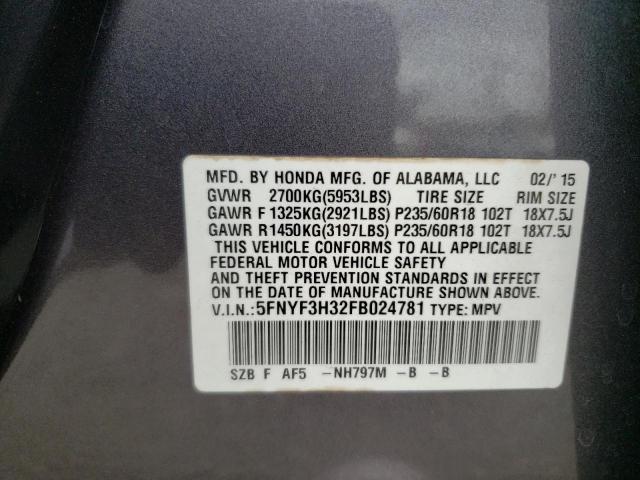 MFD. BY HONDA MFG. OF ALABAMA, LLC 02/'15
GVWR 2700KG(5953LBS) TIRE SIZE RIM SIZE
GAWR F 1325KG(2921LBS) P235/60R18 102T 18X7.5J
GAWR R1450KG(3197LBS) P235/60R18 102T 18X7.5J
THIS VEHICLE CONFORMS TO ALL APPLICABLE
FEDERAL MOTOR VEHICLE SAFETY
AND THEFT PREVENTION STANDARDS IN EFFECT
ON THE DATE OF MANUFACTURE SHOWN ABOVE.
V.I.N.: 5FNYF3H32FB024781 TYPE: MPV
SZB F AF5 -NH797M -B -B